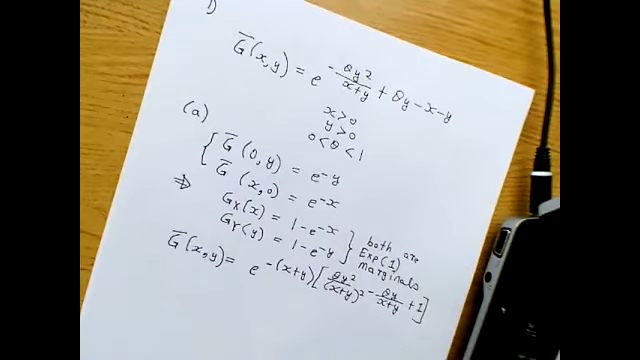 1)
G̅(x,y) = e^{-θy²/(x+y) + θy-x-y}
x>0
y>0
0<θ<1
(a)
{ G̅(0,y) = e^{-y}
G̅(x,0) = e^{-x}
⇒ G_X(x) = 1-e^{-x}
G_Y(y) = 1-e^{-y} } both are
Exp(1)
marginals
G̅(x,y) = e^{-(x+y)} [θy²/(x+y)² - θy/(x+y) + 1]